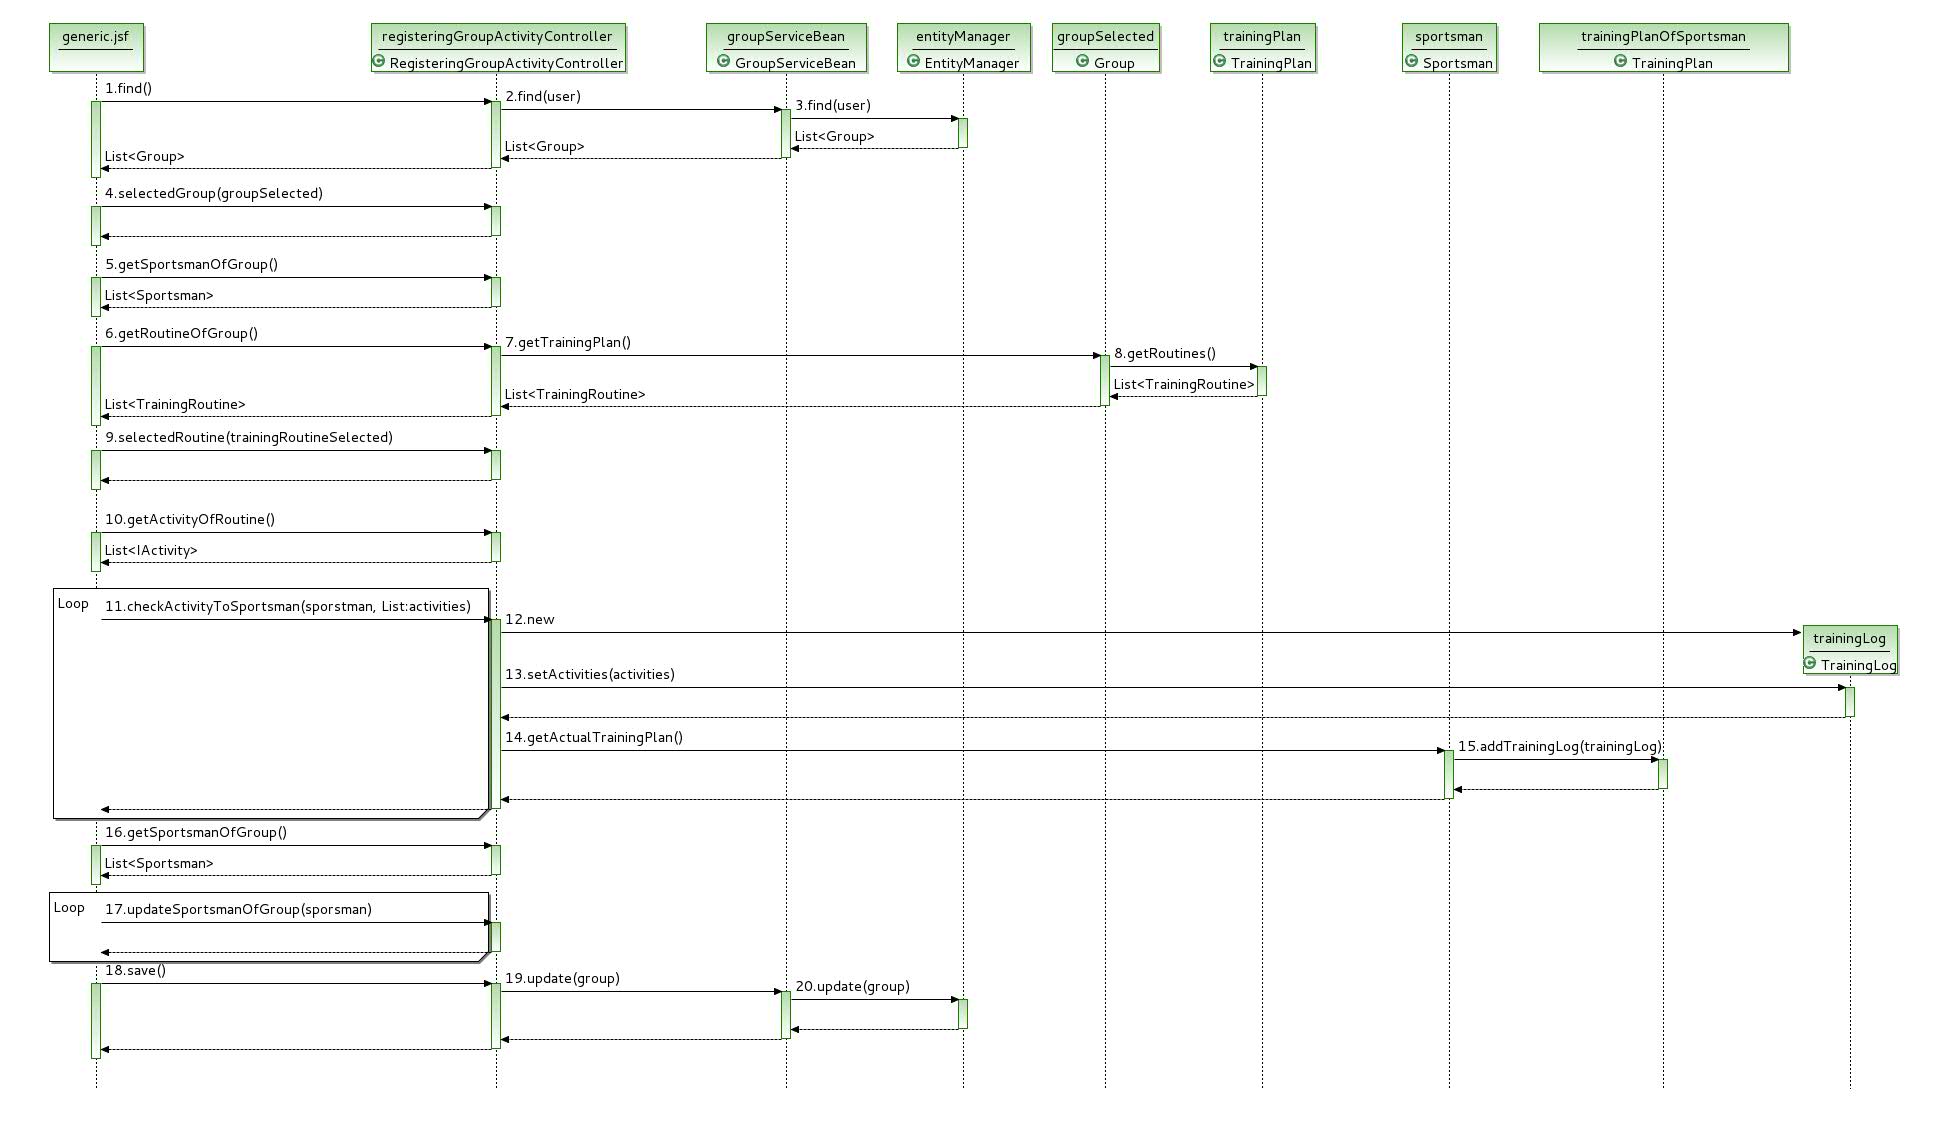 generic.jsf
registeringGroupActivityController
RegisteringGroupActivityController
groupServiceBean
GroupServiceBean
entityManager
EntityManager
groupSelected
Group
trainingPlan
TrainingPlan
sportsman
Sportsman
trainingPlanOfSportsman
TrainingPlan
1.find()
2.find(user)
3.find(user)
List<Group>
List<Group>
List<Group>
4.selectedGroup(groupSelected)
5.getSportsmanOfGroup()
List<Sportsman>
6.getRoutineOfGroup()
7.getTrainingPlan()
8.getRoutines()
List<TrainingRoutine>
List<TrainingRoutine>
List<TrainingRoutine>
9.selectedRoutine(trainingRoutineSelected)
10.getActivityOfRoutine()
List<IActivity>
Loop
11.checkActivityToSportsman(sporstman, List:activities)
12.new
trainingLog
TrainingLog
13.setActivities(activities)
14.getActualTrainingPlan()
15.addTrainingLog(trainingLog)
16.getSportsmanOfGroup()
List<Sportsman>
Loop
17.updateSportsmanOfGroup(sporsman)
18.save()
19.update(group)
20.update(group)